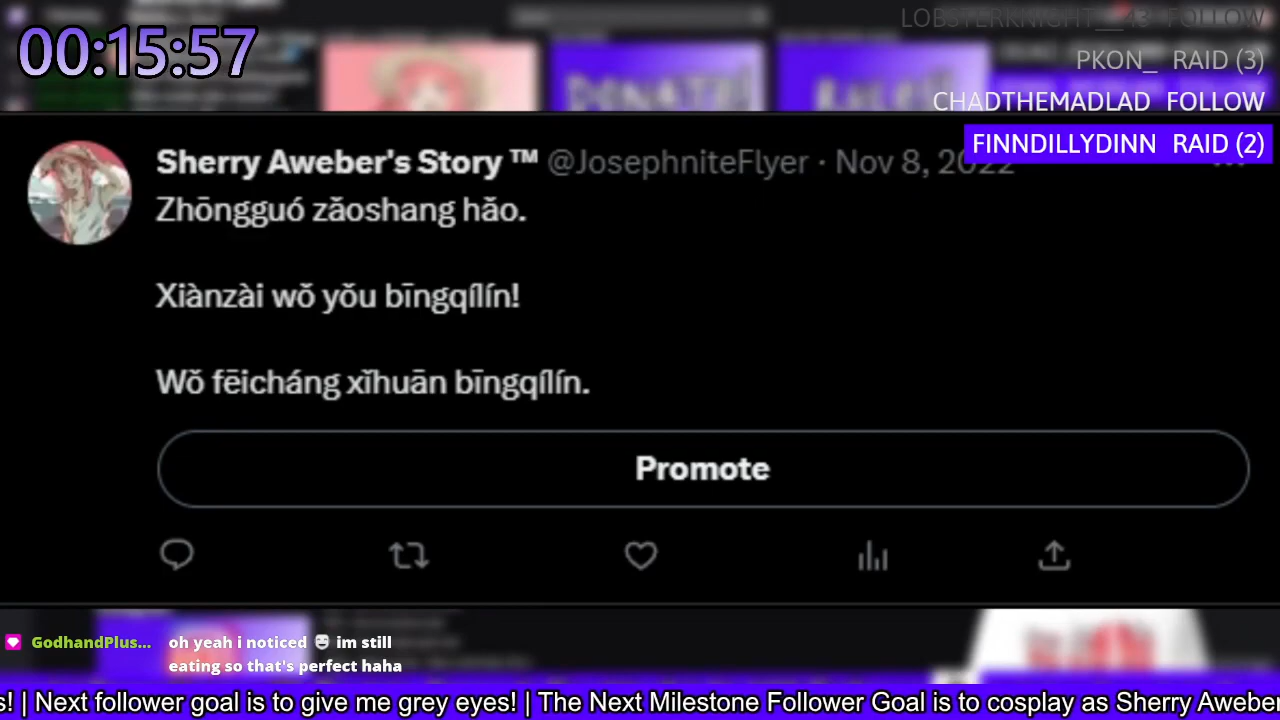 00:15:57
LOBSTERKNIGHT__43 FOLLOW
PKON_ RAID (3)
CHADTHEMADLAD FOLLOW
FINNDILLYDINN RAID (2)
DONATE!
Sherry Aweber's Story ™ @JosephniteFlyer · Nov 8, 2022
Zhōngguó zǎoshang hǎo.
Xiànzài wǒ yǒu bīngqílín!
Wǒ fēicháng xǐhuān bīngqílín.
Promote
GodhandPlus... oh yeah i noticed im still
eating so that's perfect haha
s! | Next follower goal is to give me grey eyes! | The Next Milestone Follower Goal is to cosplay as Sherry Aweber